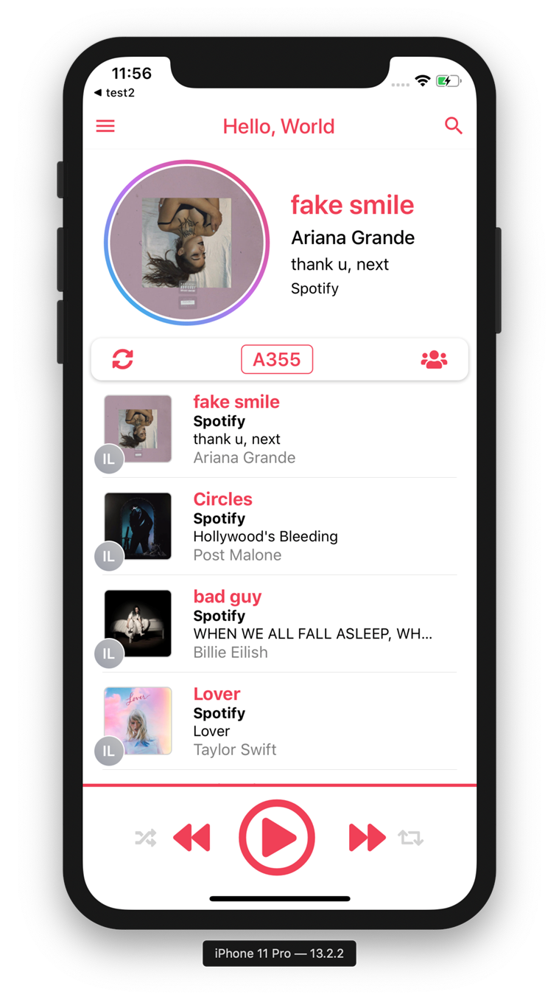 11:56
◀ test2
Hello, World
fake smile
Ariana Grande
thank u, next
Spotify
A355
fake smile
Spotify
thank u, next
Ariana Grande
IL
Circles
Spotify
Hollywood's Bleeding
Post Malone
IL
bad guy
Spotify
WHEN WE ALL FALL ASLEEP, WH...
Billie Eilish
IL
Lover
Lover
Spotify
Lover
Taylor Swift
IL
iPhone 11 Pro — 13.2.2